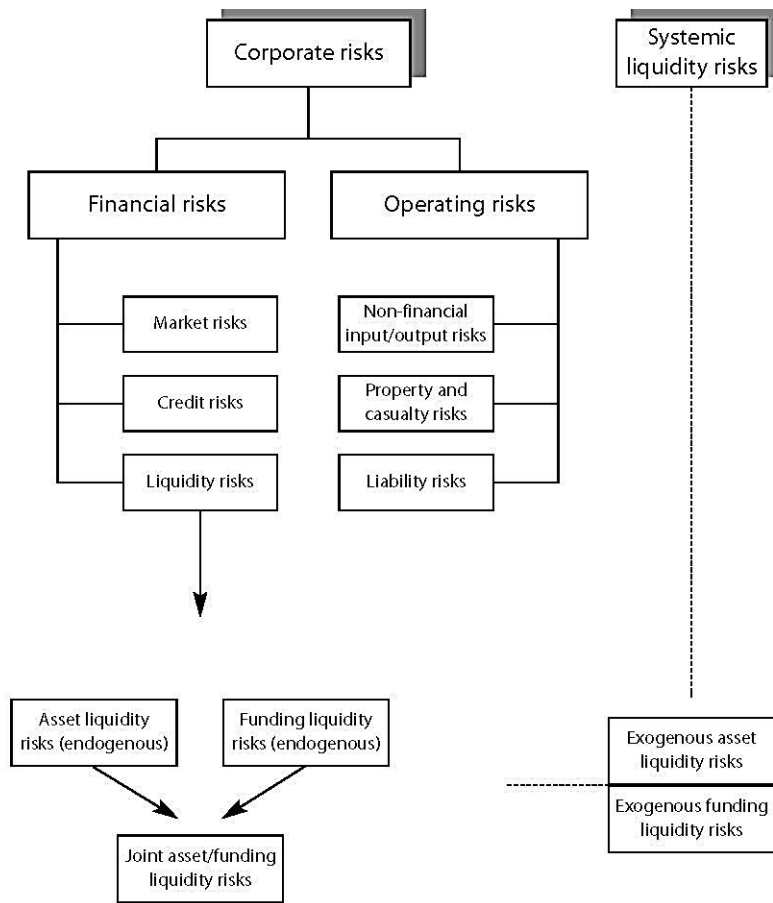 Corporate risks
Systemic
liquidity risks
Financial risks
Operating risks
Market risks
Non-financial
input/output risks
Credit risks
Property and
casualty risks
Liquidity risks
Liability risks
Asset liquidity
risks (endogenous)
Funding liquidity
risks (endogenous)
Exogenous asset
liquidity risks
Exogenous funding
liquidity risks
Joint asset/funding
liquidity risks